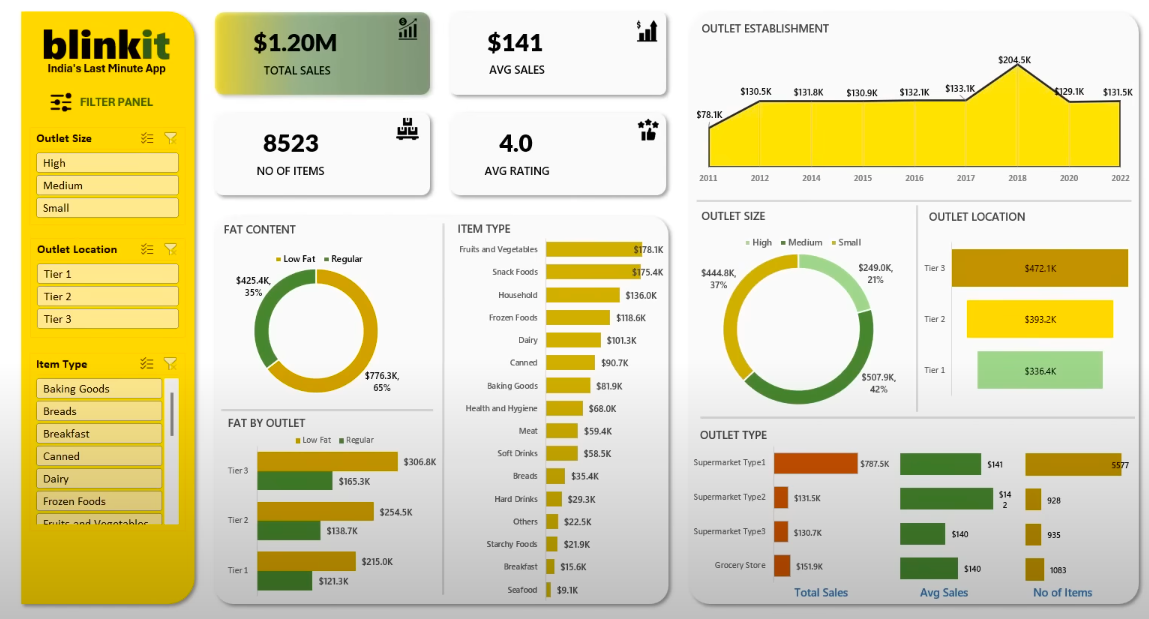 blinkit
India's Last Minute App
FILTER PANEL
Outlet Size
High
Medium
Small
Outlet Location
Tier 1
Tier 2
Tier 3
Item Type
Baking Goods
Breads
Breakfast
Canned
Dairy
Frozen Foods
Fruits and Vegetables
$1.20M
TOTAL SALES
$141
AVG SALES
8523
NO OF ITEMS
4.0
AVG RATING
FAT CONTENT
Low Fat Regular
$425.4K,
35%
$776.3K,
65%
FAT BY OUTLET
Low Fat Regular
Tier 3
$306.8K
$165.3K
Tier 2
$254.5K
$138.7K
Tier 1
$215.0K
$121.3K
ITEM TYPE
Fruits and Vegetables $178.1K
Snack Foods $175.4K
Household $136.0K
Frozen Foods $118.6K
Dairy $101.3K
Canned $90.7K
Baking Goods $81.9K
Health and Hygiene $68.0K
Meat $59.4K
Soft Drinks $58.5K
Breads $35.4K
Hard Drinks $29.3K
Others $22.5K
Starchy Foods $21.9K
Breakfast $15.6K
Seafood $9.1K
OUTLET ESTABLISHMENT
$78.1K $130.5K $131.8K $130.9K $132.1K $133.1K $204.5K $129.1K $131.5K
2011 2012 2014 2015 2016 2017 2018 2020 2022
OUTLET SIZE
High Medium Small
$444.8K,
37%
$249.0K,
21%
$507.9K,
42%
OUTLET LOCATION
Tier 3 $472.1K
Tier 2 $393.2K
Tier 1 $336.4K
OUTLET TYPE
Supermarket Type1 $787.5K $141 5577
Supermarket Type2 $131.5K $14
2 928
Supermarket Type3 $130.7K $140 935
Grocery Store $151.9K $140 1083
Total Sales Avg Sales No of Items